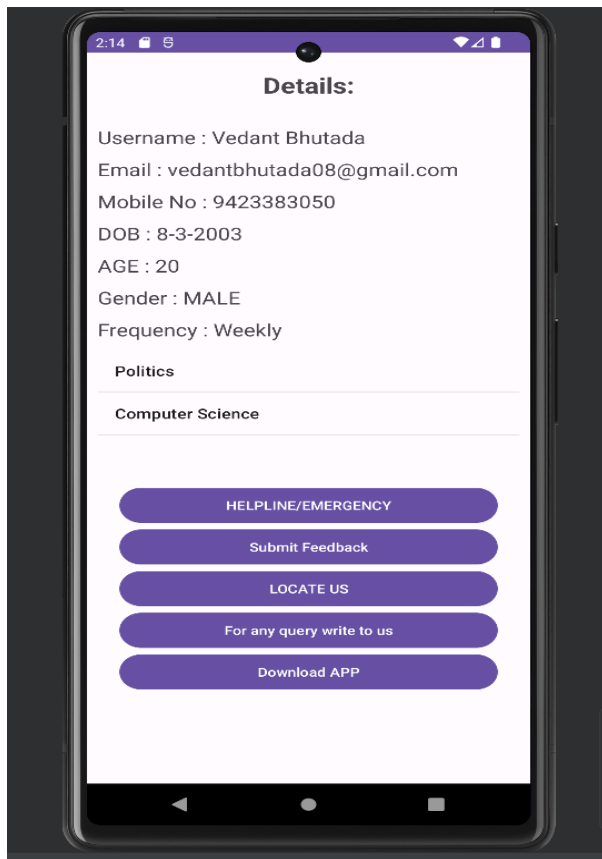 2:14
Details:
Username : Vedant Bhutada
Email : vedantbhutada08@gmail.com
Mobile No : 9423383050
DOB : 8-3-2003
AGE : 20
Gender : MALE
Frequency : Weekly
Politics
Computer Science
HELPLINE/EMERGENCY
Submit Feedback
LOCATE US
For any query write to us
Download APP